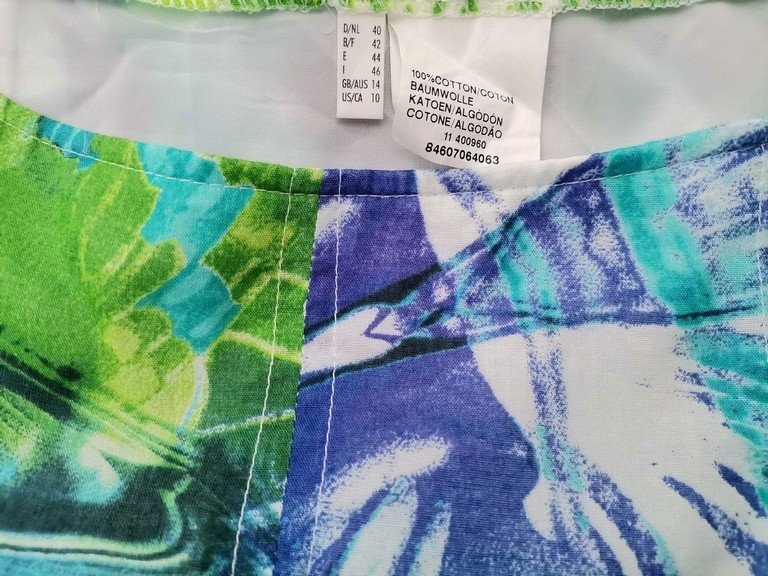 D/NL 40
B/F 42
E 44
I 46
GB/AUS 14
US/CA 10
100%COTTON/COTON
BAUMWOLLE
KATOEN/ALGÒDÓN
COTONE/ALGODÃO
11 400960
84607064063